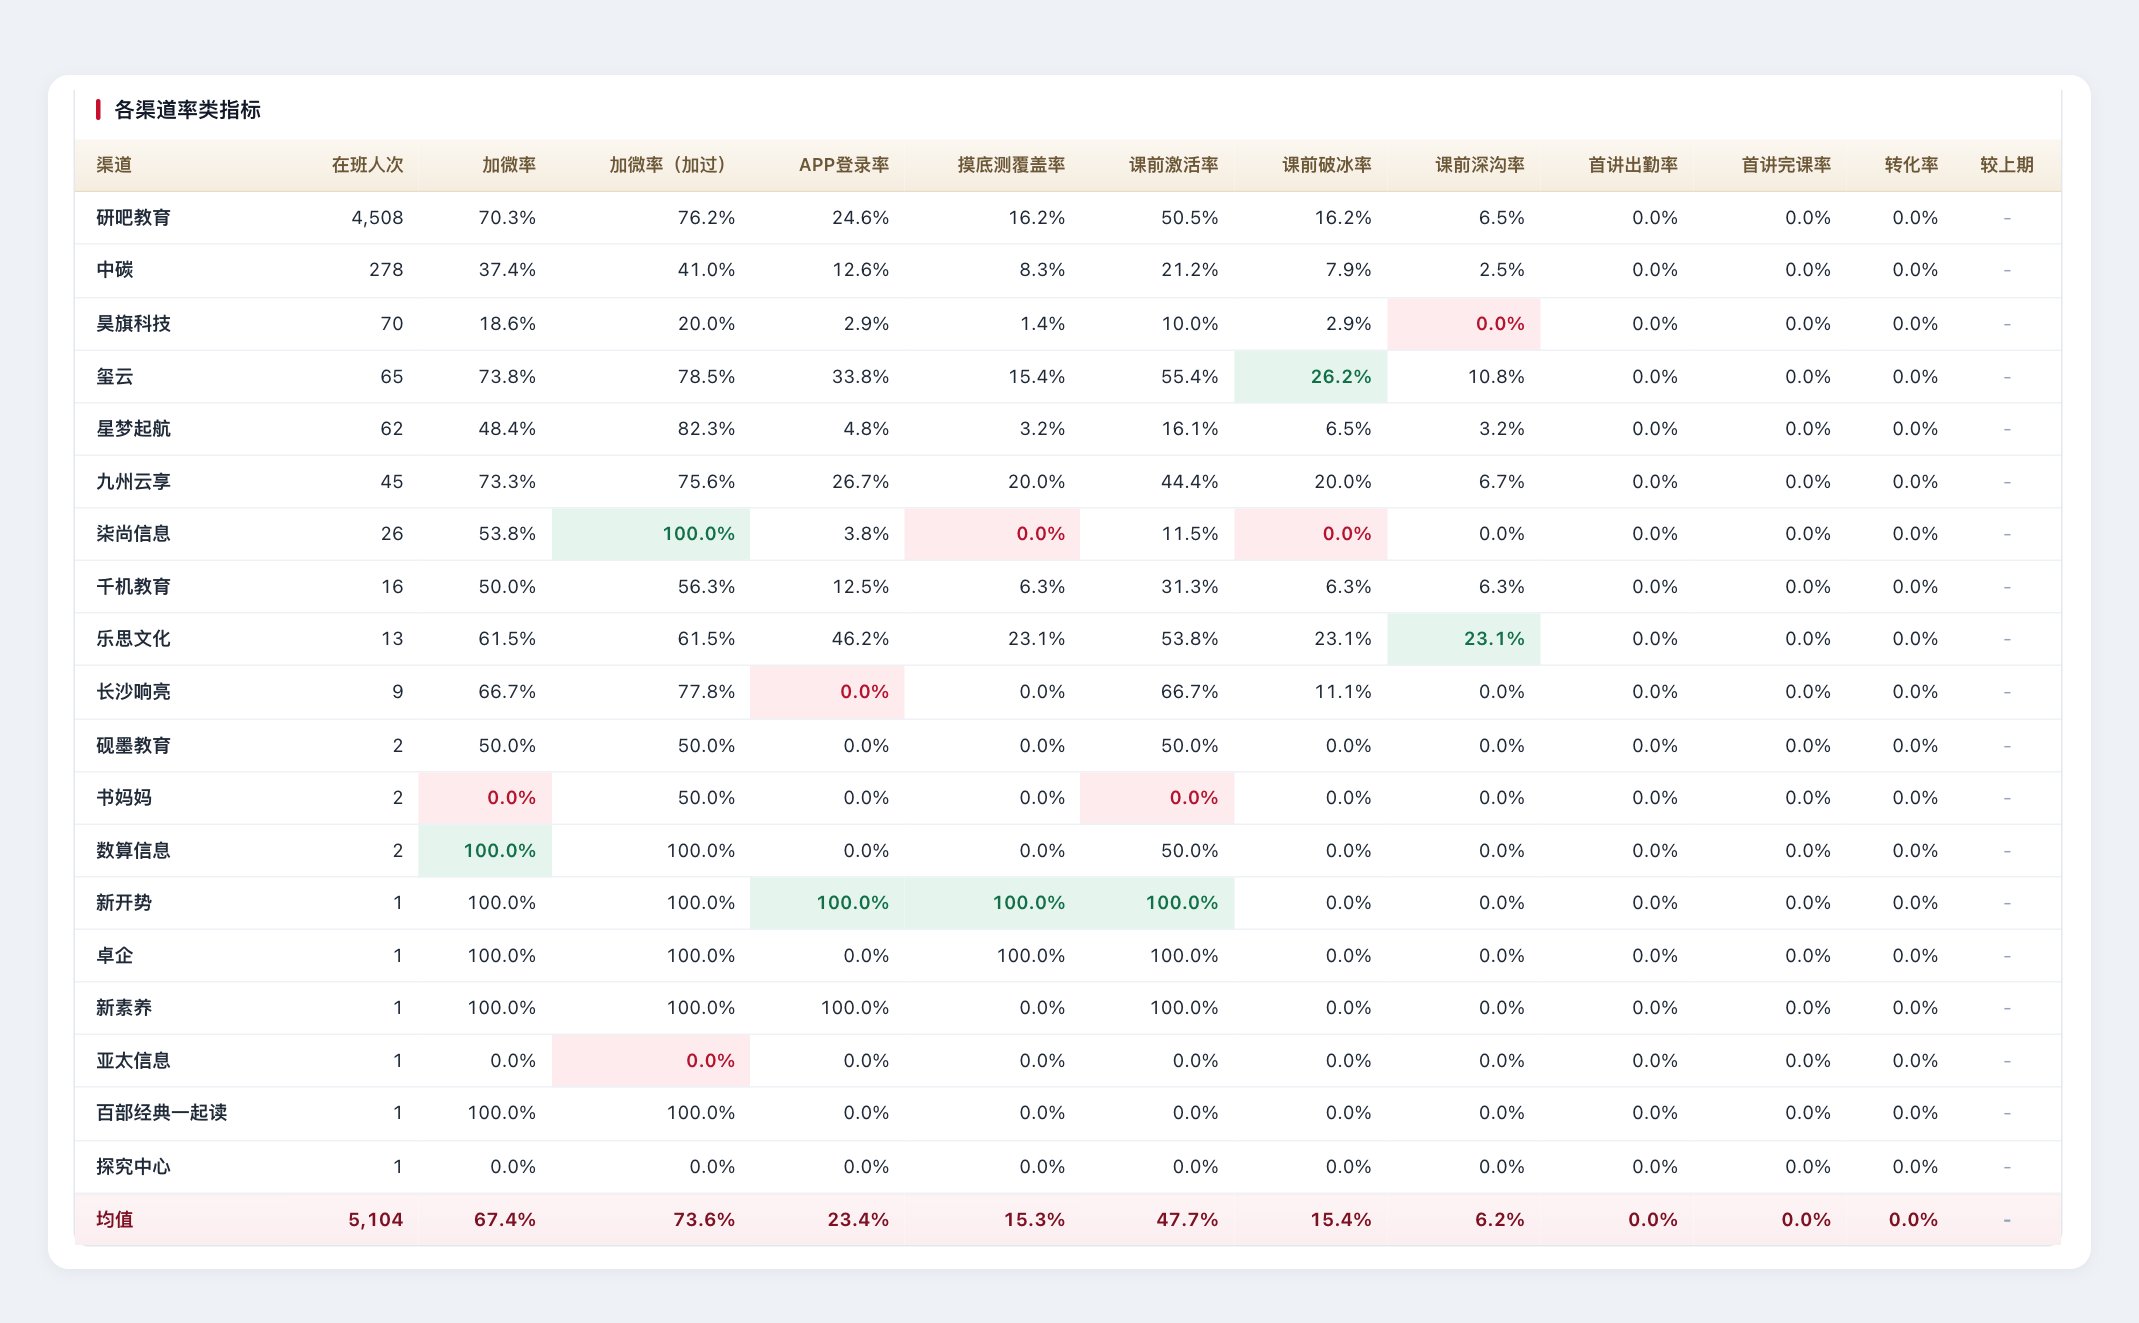 各渠道率类指标
渠道 在班人次 加微率 加微率（加过） APP登录率 摸底测覆盖率 课前激活率 课前破冰率 课前深沟率 首讲出勤率 首讲完课率 转化率 较上期
研吧教育 4,508 70.3% 76.2% 24.6% 16.2% 50.5% 16.2% 6.5% 0.0% 0.0% 0.0% -
中碳 278 37.4% 41.0% 12.6% 8.3% 21.2% 7.9% 2.5% 0.0% 0.0% 0.0% -
昊旗科技 70 18.6% 20.0% 2.9% 1.4% 10.0% 2.9% 0.0% 0.0% 0.0% 0.0% -
玺云 65 73.8% 78.5% 33.8% 15.4% 55.4% 26.2% 10.8% 0.0% 0.0% 0.0% -
星梦起航 62 48.4% 82.3% 4.8% 3.2% 16.1% 6.5% 3.2% 0.0% 0.0% 0.0% -
九州云享 45 73.3% 75.6% 26.7% 20.0% 44.4% 20.0% 6.7% 0.0% 0.0% 0.0% -
柒尚信息 26 53.8% 100.0% 3.8% 0.0% 11.5% 0.0% 0.0% 0.0% 0.0% 0.0% -
千机教育 16 50.0% 56.3% 12.5% 6.3% 31.3% 6.3% 6.3% 0.0% 0.0% 0.0% -
乐思文化 13 61.5% 61.5% 46.2% 23.1% 53.8% 23.1% 23.1% 0.0% 0.0% 0.0% -
长沙响亮 9 66.7% 77.8% 0.0% 0.0% 66.7% 11.1% 0.0% 0.0% 0.0% 0.0% -
砚墨教育 2 50.0% 50.0% 0.0% 0.0% 50.0% 0.0% 0.0% 0.0% 0.0% 0.0% -
书妈妈 2 0.0% 50.0% 0.0% 0.0% 0.0% 0.0% 0.0% 0.0% 0.0% 0.0% -
数算信息 2 100.0% 100.0% 0.0% 0.0% 50.0% 0.0% 0.0% 0.0% 0.0% 0.0% -
新开势 1 100.0% 100.0% 100.0% 100.0% 100.0% 0.0% 0.0% 0.0% 0.0% 0.0% -
卓企 1 100.0% 100.0% 0.0% 100.0% 100.0% 0.0% 0.0% 0.0% 0.0% 0.0% -
新素养 1 100.0% 100.0% 100.0% 0.0% 100.0% 0.0% 0.0% 0.0% 0.0% 0.0% -
亚太信息 1 0.0% 0.0% 0.0% 0.0% 0.0% 0.0% 0.0% 0.0% 0.0% 0.0% -
百部经典一起读 1 100.0% 100.0% 0.0% 0.0% 0.0% 0.0% 0.0% 0.0% 0.0% 0.0% -
探究中心 1 0.0% 0.0% 0.0% 0.0% 0.0% 0.0% 0.0% 0.0% 0.0% 0.0% -
均值 5,104 67.4% 73.6% 23.4% 15.3% 47.7% 15.4% 6.2% 0.0% 0.0% 0.0% -